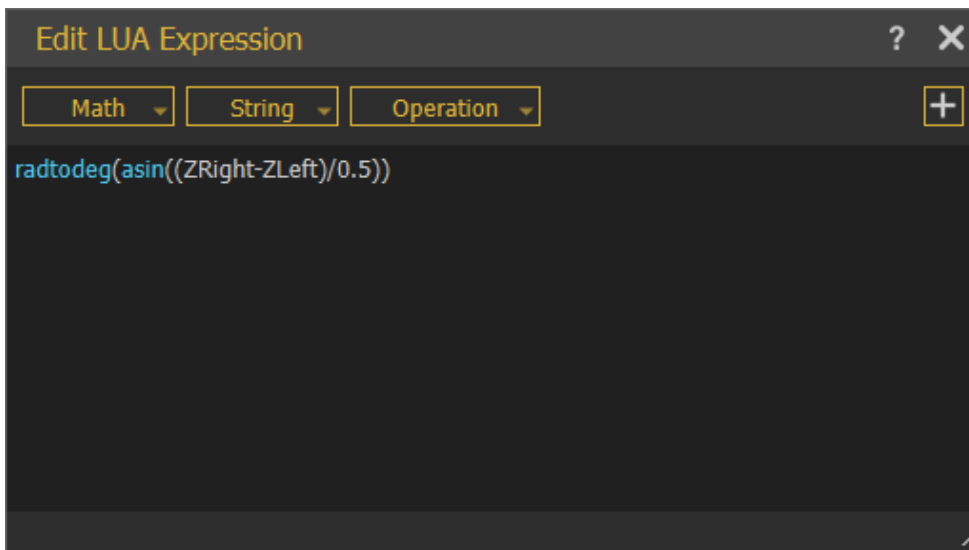 Edit LUA Expression ?
Math String Operation
radtodeg(asin((ZRight-ZLeft)/0.5))